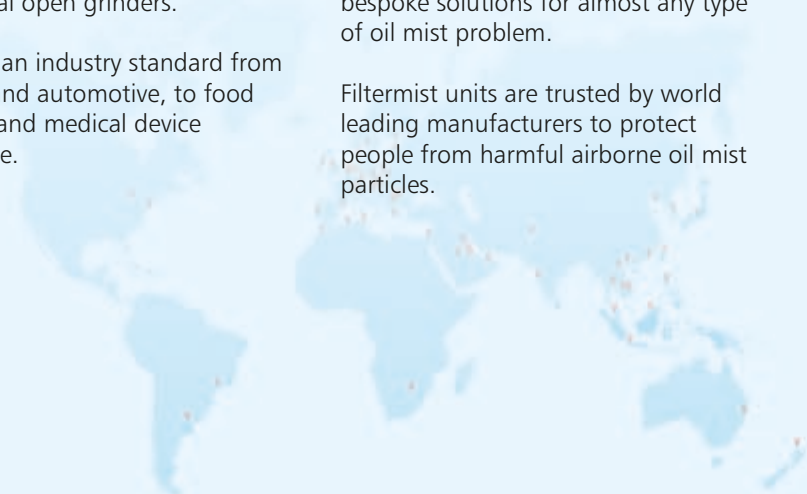 al open grinders.
an industry standard from
nd automotive, to food
and medical device
e.
bespoke solutions for almost any type
of oil mist problem.
Filtermist units are trusted by world
leading manufacturers to protect
people from harmful airborne oil mist
particles.